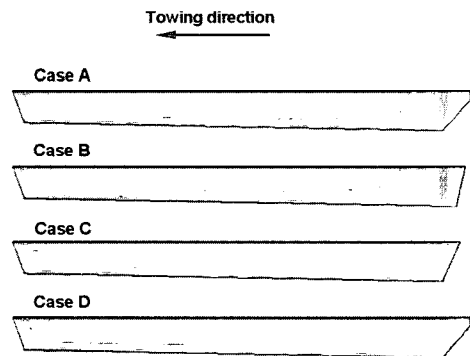 Towing direction
Case A
Case B
Case C
Case D